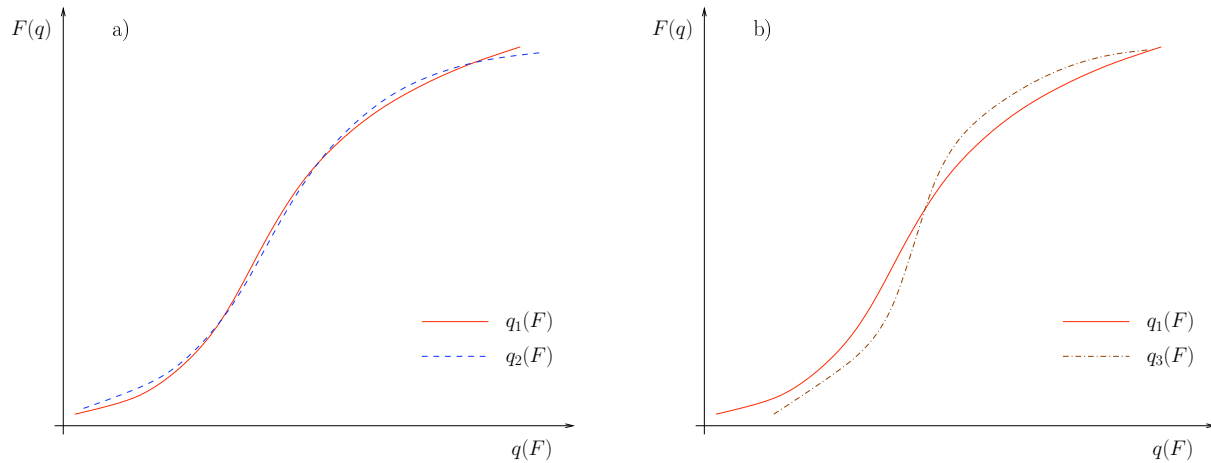 F(q) a)
q₁(F)
q₂(F)
q(F)
F(q) b)
q₁(F)
q₃(F)
q(F)